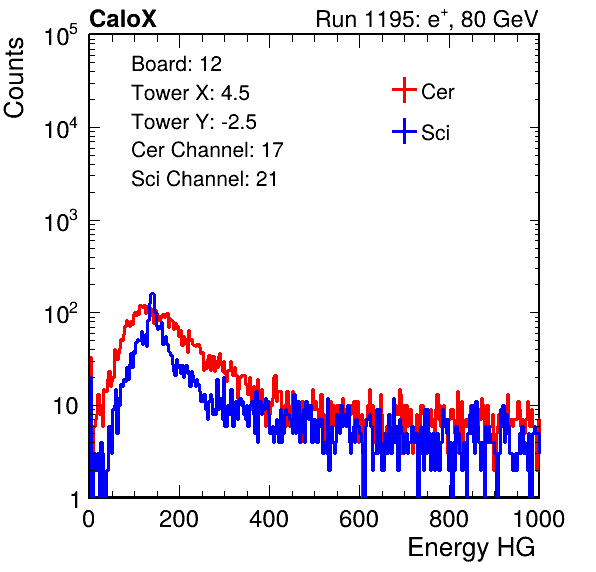 CaloX Run 1195: e⁺, 80 GeV
Counts
10⁵
10⁴
10³
10²
10
1
Board: 12
Tower X: 4.5
Tower Y: -2.5
Cer Channel: 17
Sci Channel: 21
Cer
Sci
0 200 400 600 800 1000
Energy HG